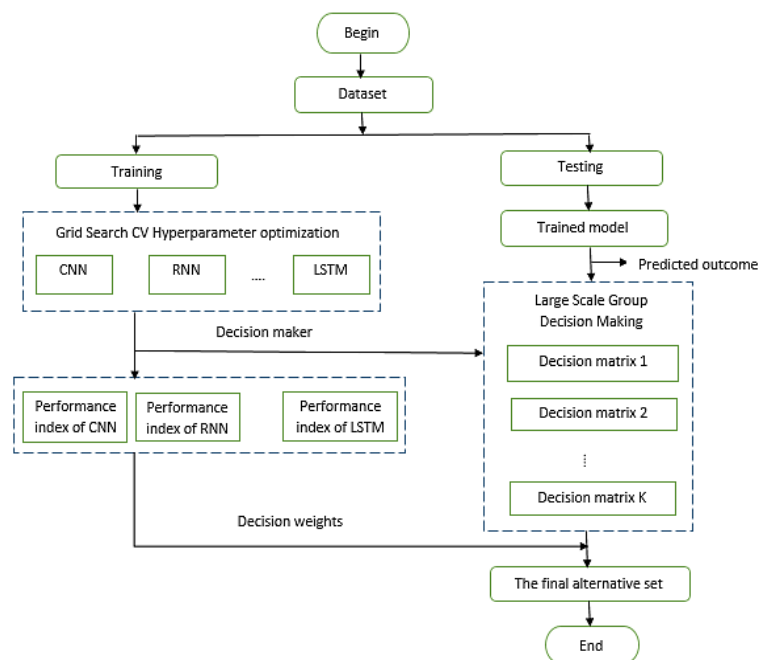 Begin
Dataset
Training
Testing
Grid Search CV Hyperparameter optimization
CNN
RNN
....
LSTM
Trained model
Predicted outcome
Large Scale Group
Decision Making
Decision maker
Decision matrix 1
Decision matrix 2
....
Decision matrix K
Performance
index of CNN
Performance
index of RNN
Performance
index of LSTM
Decision weights
The final alternative set
End